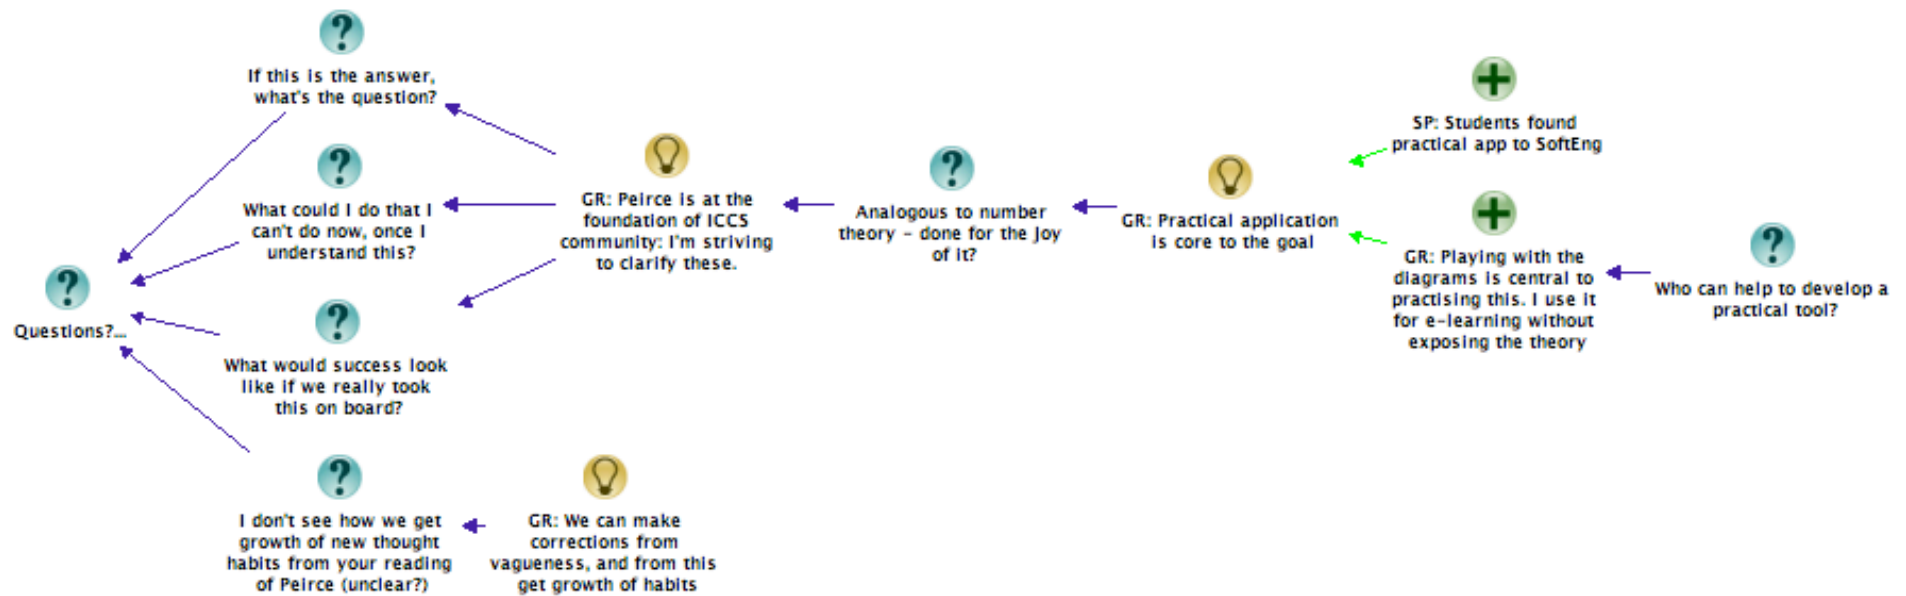 If this is the answer,
what's the question?
What could I do that I
can't do now, once I
understand this?
Questions?...
What would success look
like if we really took
this on board?
I don't see how we get
growth of new thought
habits from your reading
of Peirce (unclear?)
GR: We can make
corrections from
vagueness, and from this
get growth of habits
GR: Peirce is at the
foundation of ICCS
community: I'm striving
to clarify these.
Analogous to number
theory - done for the joy
of it?
GR: Practical application
is core to the goal
SP: Students found
practical app to SoftEng
GR: Playing with the
diagrams is central to
practising this. I use it
for e-learning without
exposing the theory
Who can help to develop a
practical tool?